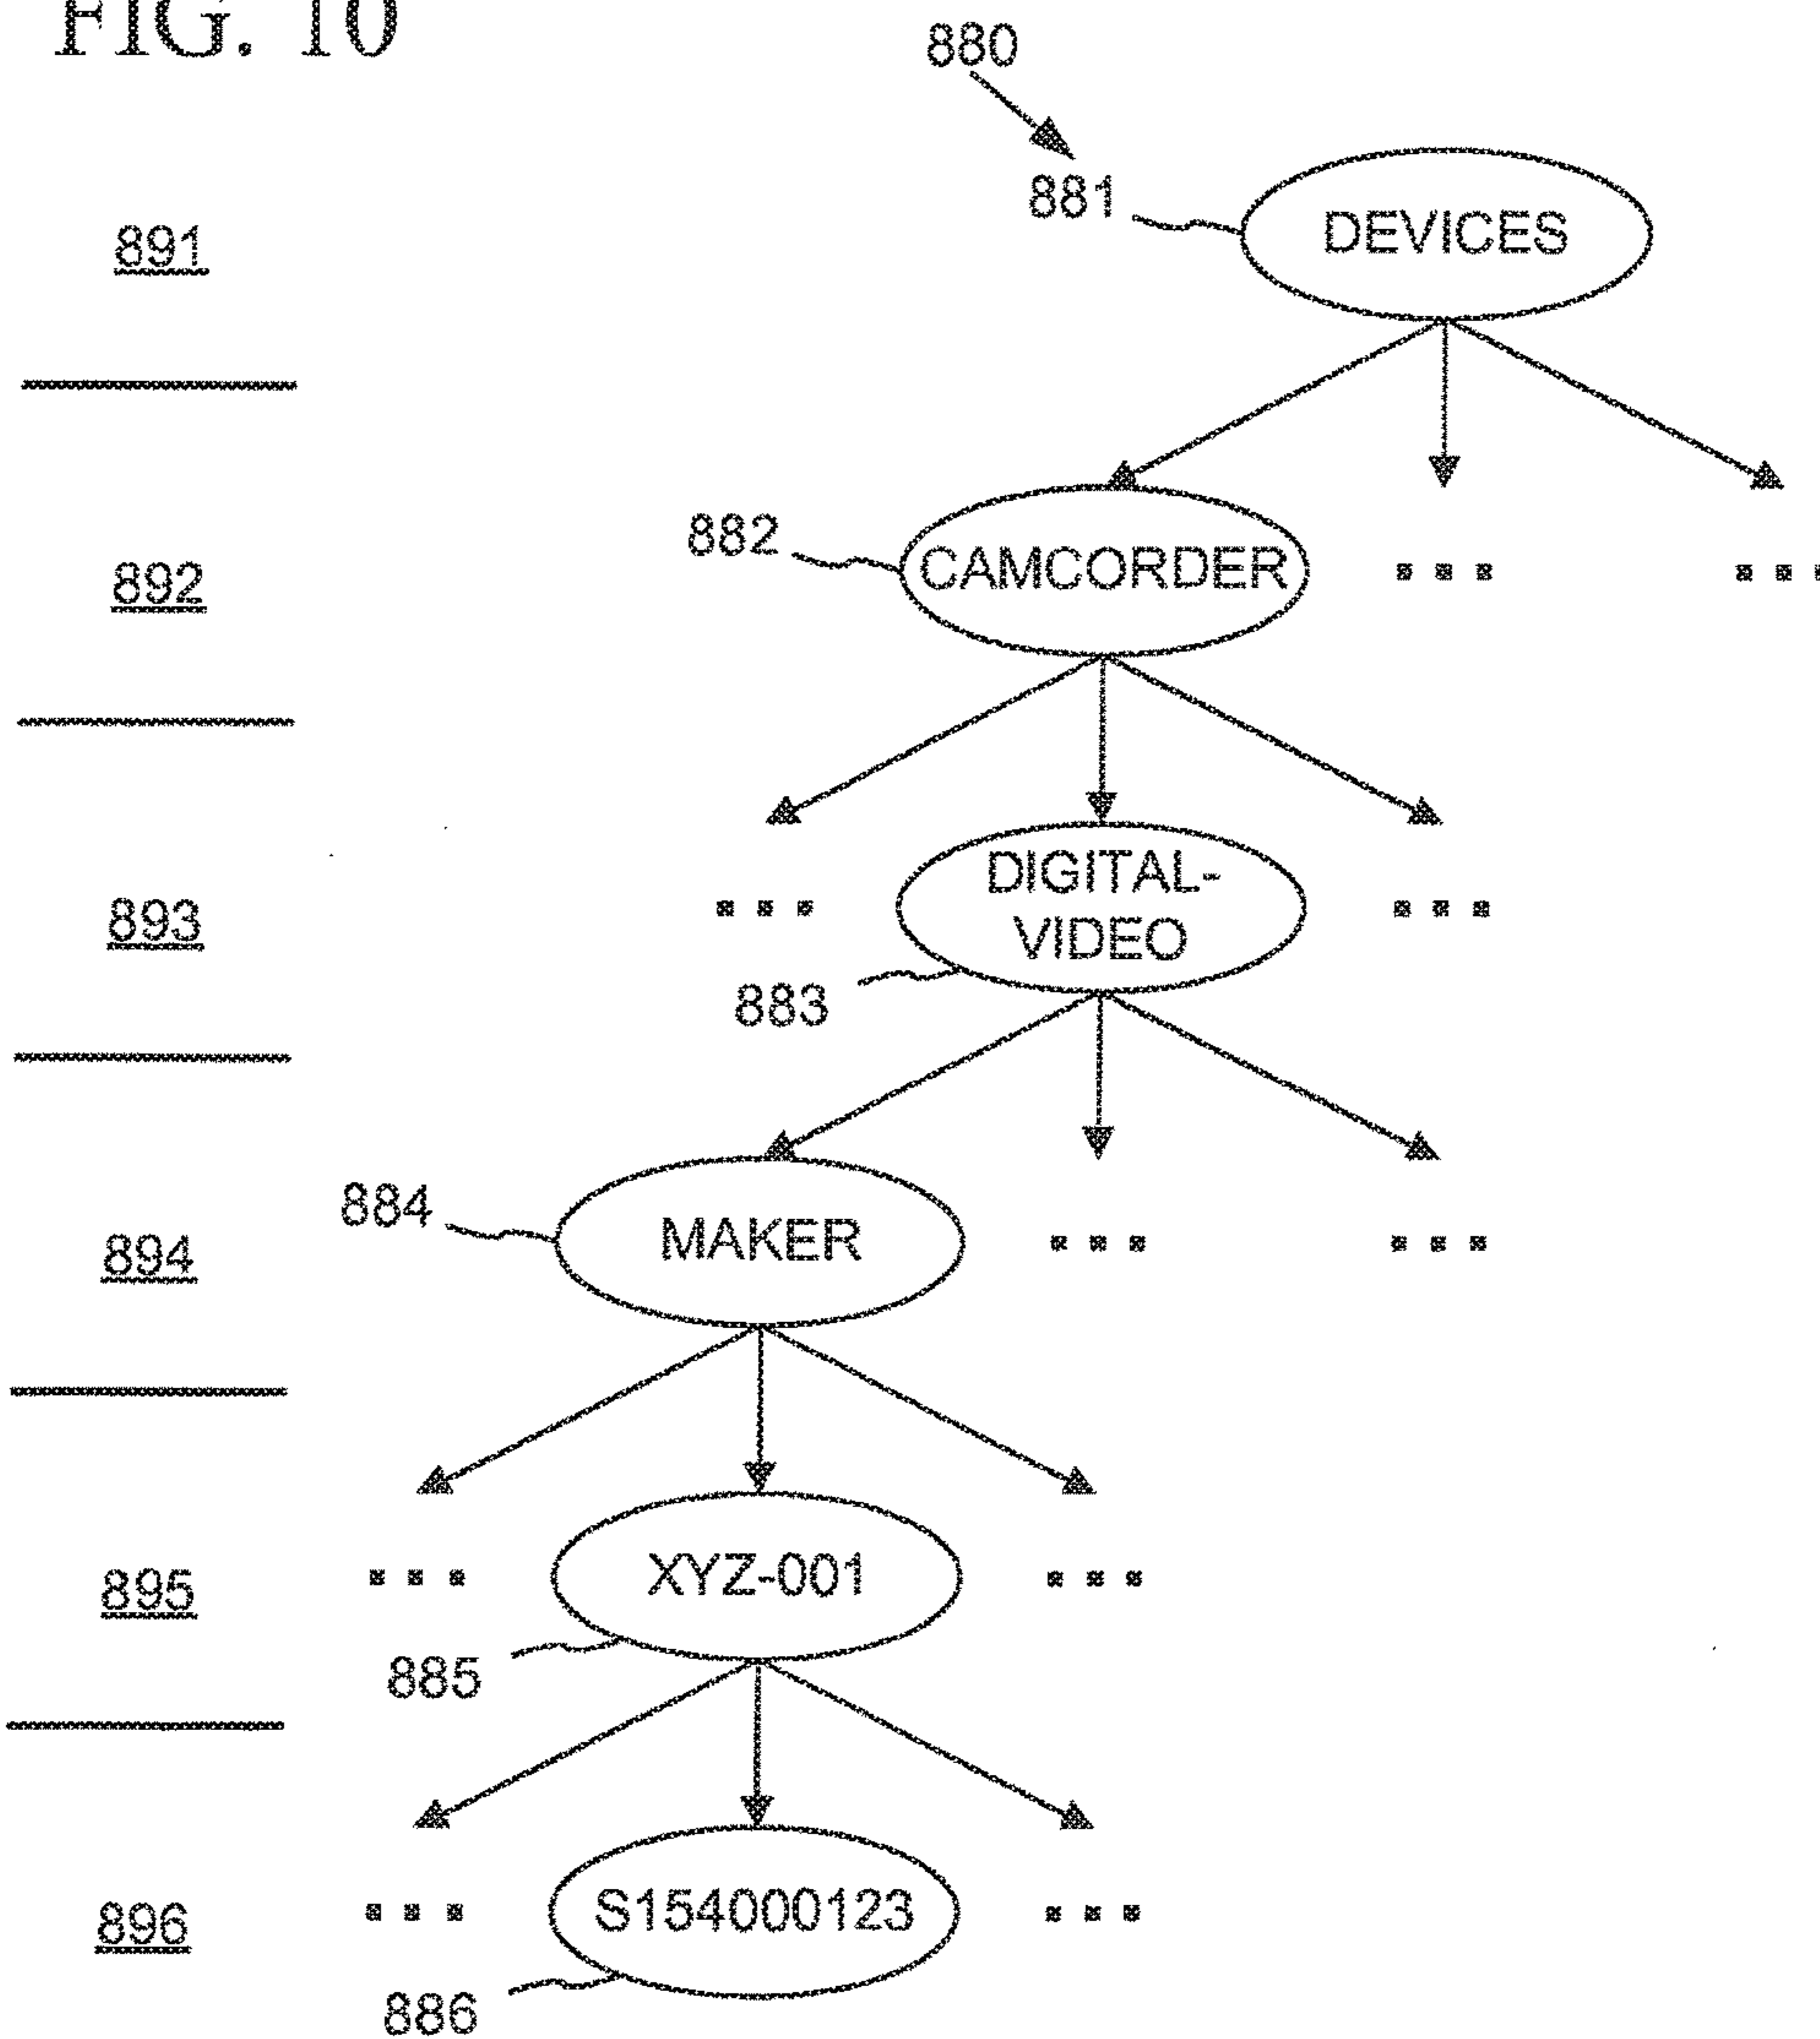 FIG. 10
880
881
DEVICES
891
882
CAMCORDER
892
DIGITAL-
VIDEO
893
883
884
MAKER
894
XYZ-001
895
885
S154000123
896
886